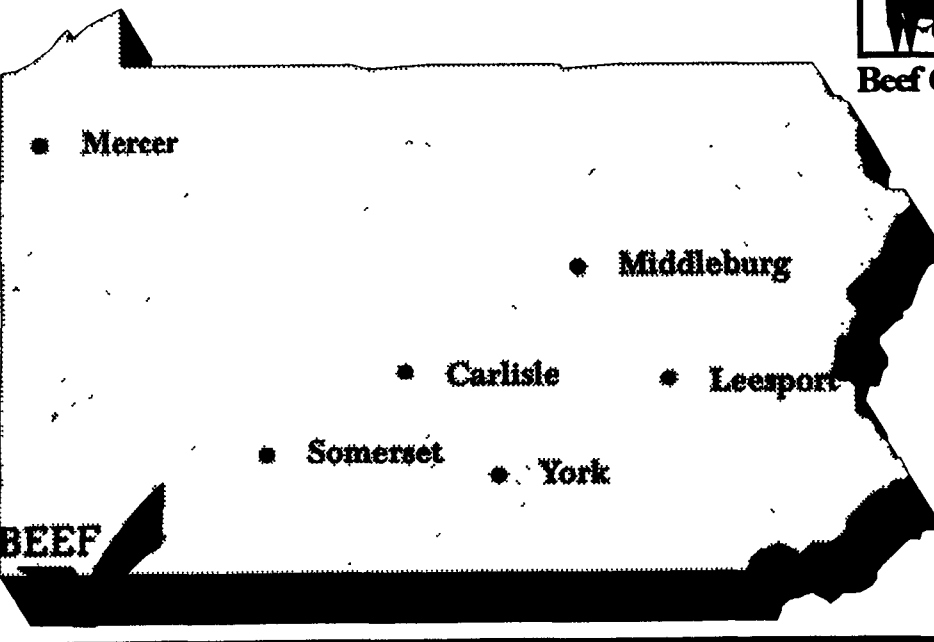 Beef
Mercer
Middleburg
Carlisle
Leesport
Somerset
York
BEEF